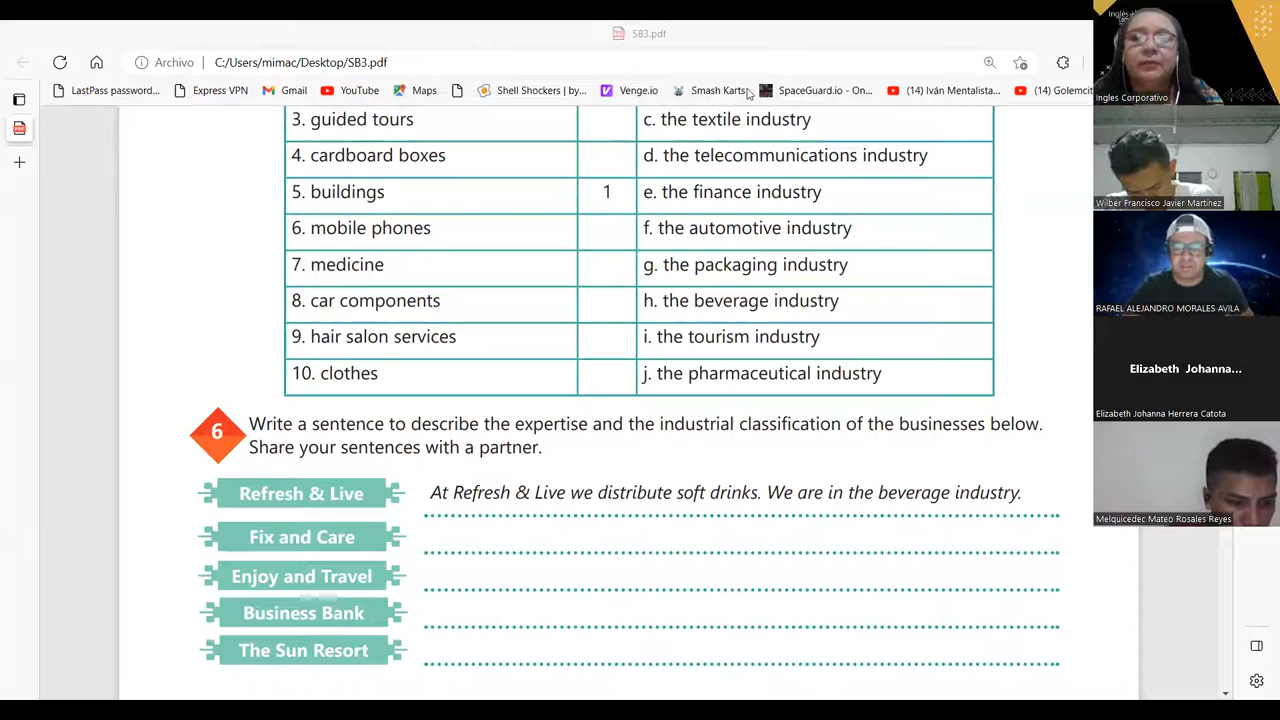 SB3.pdf
Archivo
C:/Users/mimac/Desktop/SB3.pdf
LastPass password...
Express VPN
Gmail
YouTube
Maps
Shell Shockers | by...
Venge.io
Smash Karts
SpaceGuard.io - On...
(14) Iván Mentalista...
(14) Golemcit
3. guided tours
c. the textile industry
4. cardboard boxes
d. the telecommunications industry
5. buildings
1
e. the finance industry
6. mobile phones
f. the automotive industry
7. medicine
g. the packaging industry
8. car components
h. the beverage industry
9. hair salon services
i. the tourism industry
10. clothes
j. the pharmaceutical industry
6
Write a sentence to describe the expertise and the industrial classification of the businesses below.
Share your sentences with a partner.
Refresh & Live
At Refresh & Live we distribute soft drinks. We are in the beverage industry.
Fix and Care
Enjoy and Travel
Business Bank
The Sun Resort
Ingles Corporativo
Wilber Francisco Javier Martinez
RAFAEL ALEJANDRO MORALES AVILA
Elizabeth Johanna...
Elizabeth Johanna Herrera Catota
Melquicedec Mateo Rosales Reyes